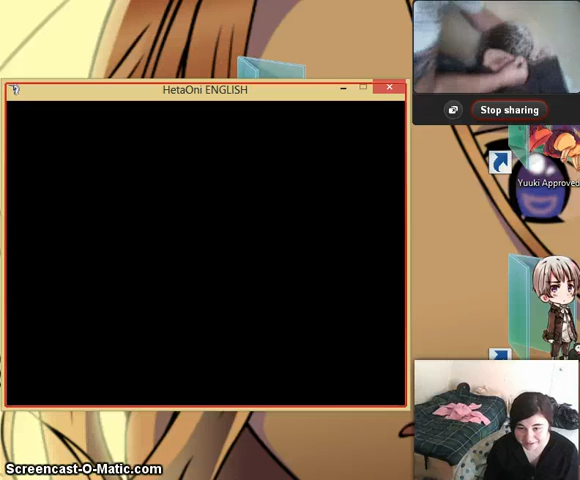 HetaOni ENGLISH
Stop sharing
Yuuki Approved
Screencast-O-Matic.com